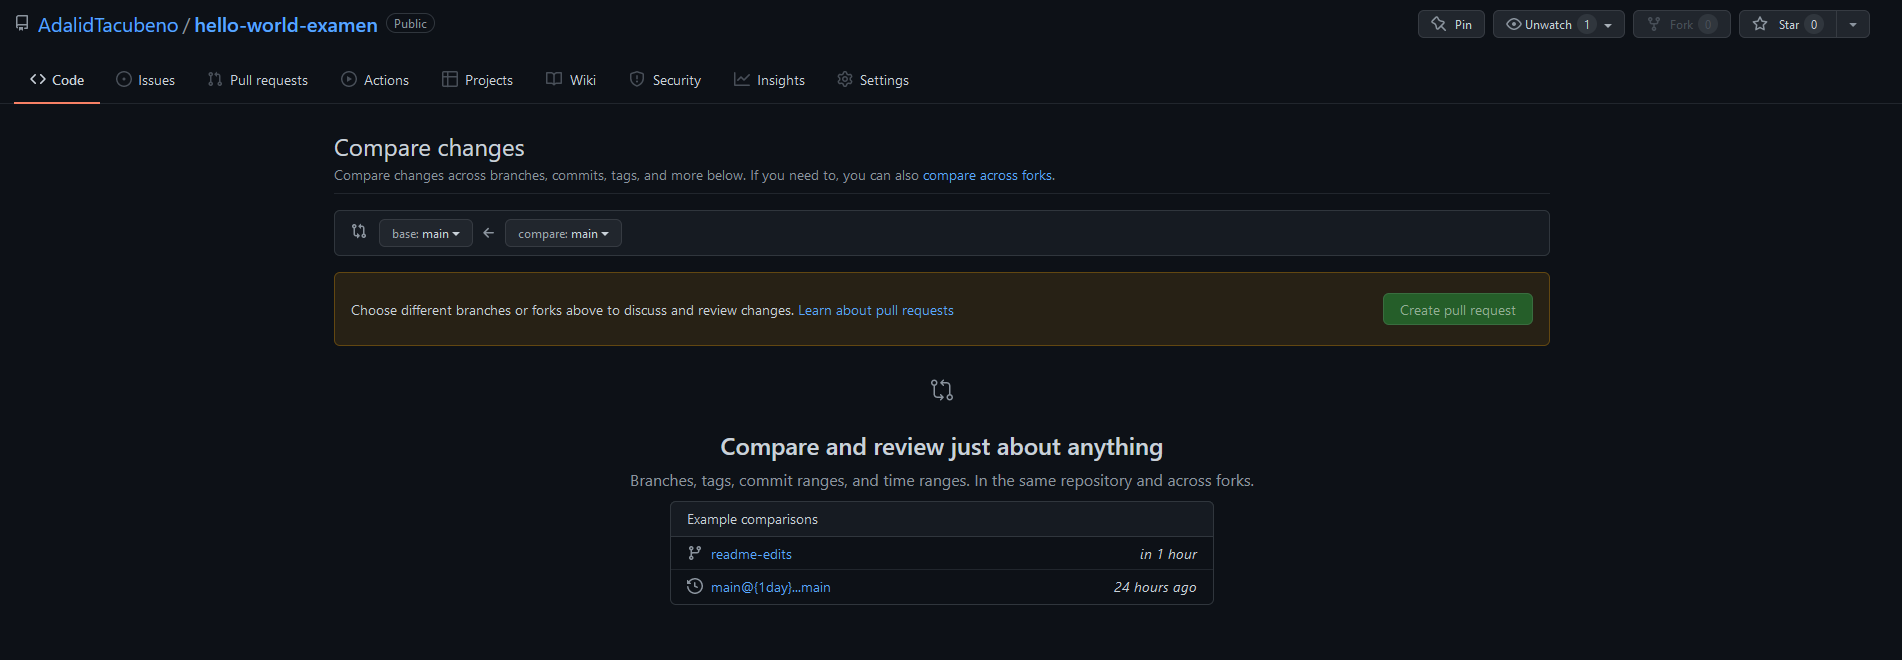 AdalidTacubeno / hello-world-examen Public Pin Unwatch 1 Fork 0 Star 0
Code Issues Pull requests Actions Projects Wiki Security Insights Settings
Compare changes
Compare changes across branches, commits, tags, and more below. If you need to, you can also compare across forks.
base: main compare: main
Choose different branches or forks above to discuss and review changes. Learn about pull requests Create pull request
Compare and review just about anything
Branches, tags, commit ranges, and time ranges. In the same repository and across forks.
Example comparisons
readme-edits in 1 hour
main@{1day}...main 24 hours ago